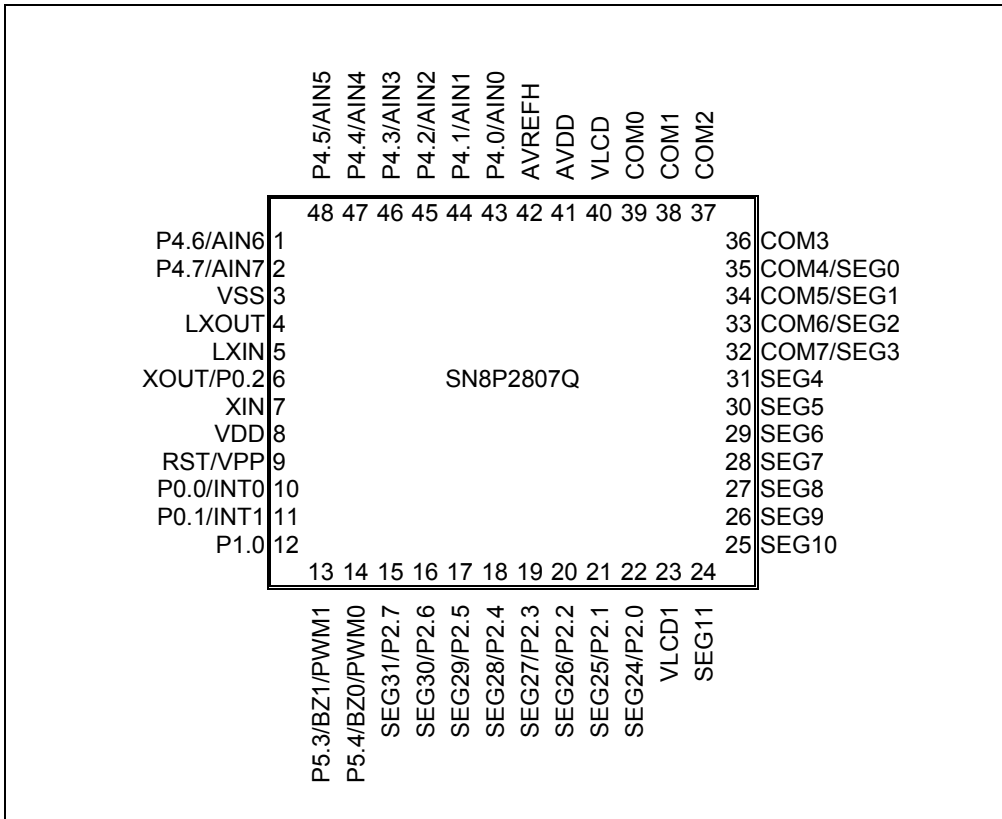 P4.5/AIN5
P4.4/AIN4
P4.3/AIN3
P4.2/AIN2
P4.1/AIN1
P4.0/AIN0
AVREFH
AVDD
VLCD
COM0
COM1
COM2
48 47 46 45 44 43 42 41 40 39 38 37
P4.6/AIN6 1
P4.7/AIN7 2
VSS 3
LXOUT 4
LXIN 5
XOUT/P0.2 6
XIN 7
VDD 8
RST/VPP 9
P0.0/INT0 10
P0.1/INT1 11
P1.0 12
SN8P2807Q
36 COM3
35 COM4/SEG0
34 COM5/SEG1
33 COM6/SEG2
32 COM7/SEG3
31 SEG4
30 SEG5
29 SEG6
28 SEG7
27 SEG8
26 SEG9
25 SEG10
13 14 15 16 17 18 19 20 21 22 23 24
P5.3/BZ1/PWM1
P5.4/BZ0/PWM0
SEG31/P2.7
SEG30/P2.6
SEG29/P2.5
SEG28/P2.4
SEG27/P2.3
SEG26/P2.2
SEG25/P2.1
SEG24/P2.0
VLCD1
SEG11